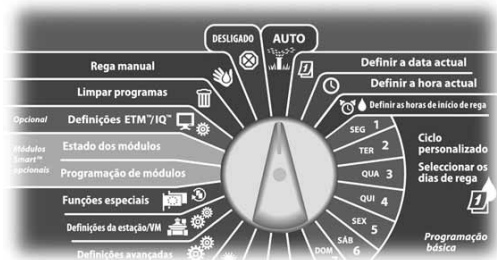 DESLIGADO
AUTO
Rega manual
Limpar programas
Opcional
Definições ETM™/IQ™
Módulos
Smart™
opcionais
Estado dos módulos
Programação de módulos
Funções especiais
Definições da estação/VM
Definições avançadas
Definir a data actual
Definir a hora actual
Definir as horas de início de rega
SEG 1
TER 2
QUA 3
QUI 4
SEX 5
SÁB 6
DOM
Ciclo
personalizado
Seleccionar os
dias de rega
Programação
básica